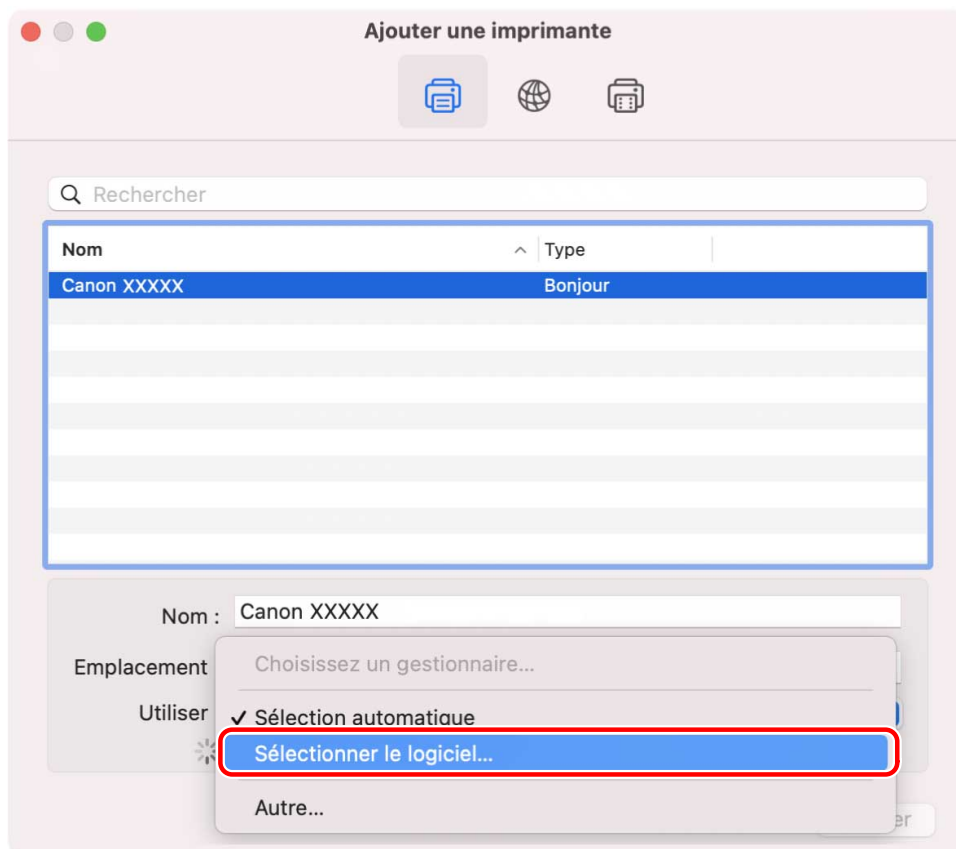 Ajouter une imprimante
Rechercher
Nom Type
Canon XXXXX Bonjour
Nom : Canon XXXXX
Emplacement
Choisissez un gestionnaire...
Utiliser
Sélection automatique
Sélectionner le logiciel...
Autre...